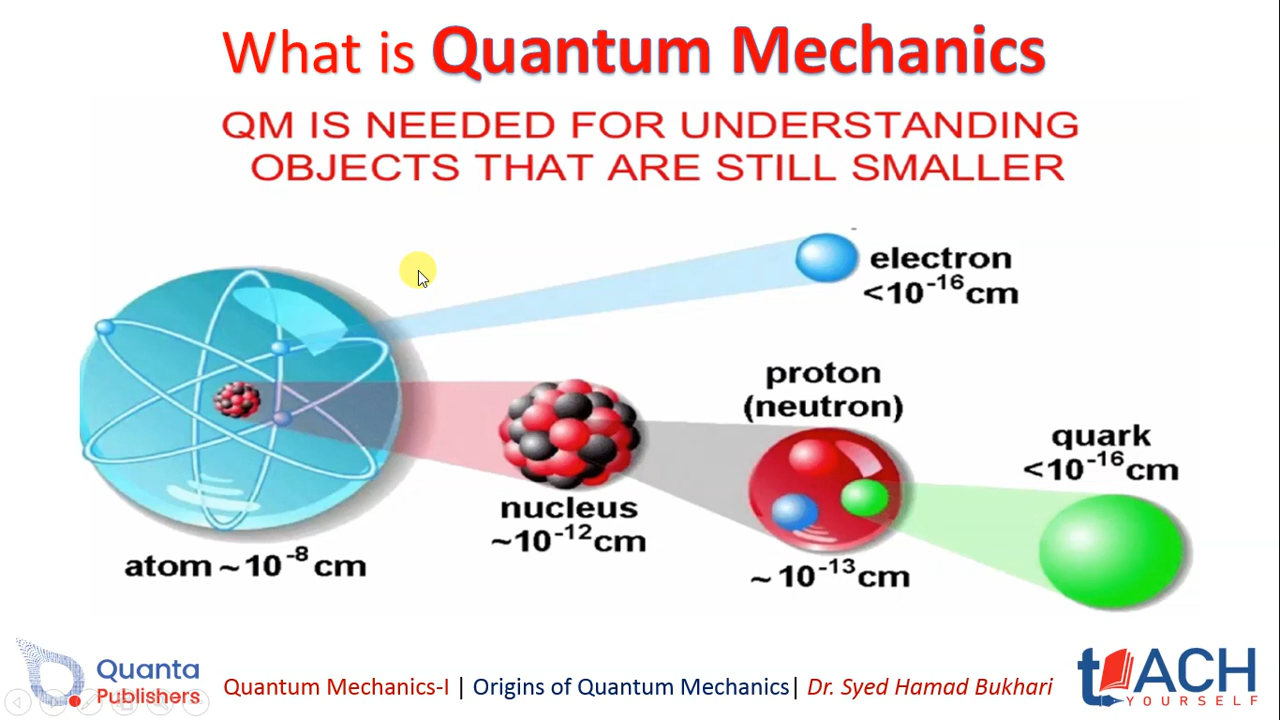 What is Quantum Mechanics
QM IS NEEDED FOR UNDERSTANDING
OBJECTS THAT ARE STILL SMALLER
electron
<10⁻¹⁶cm
proton
(neutron)
quark
<10⁻¹⁶cm
nucleus
~10⁻¹²cm
atom ~10⁻⁸ cm
~10⁻¹³cm
Quanta
Publishers
Quantum Mechanics-I | Origins of Quantum Mechanics| Dr. Syed Hamad Bukhari
tEACH
YOURSELF